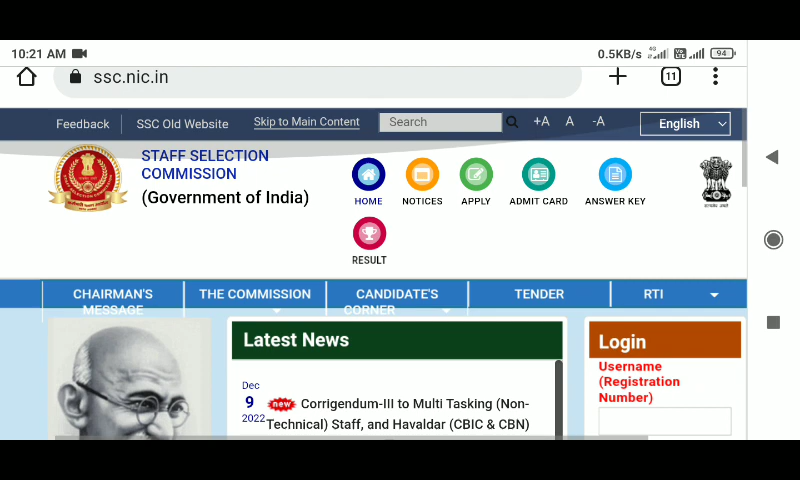 10:21 AM
0.5KB/s
4G
94
ssc.nic.in
11
Feedback
SSC Old Website
Skip to Main Content
Search
+A A -A
English
STAFF SELECTION
COMMISSION
(Government of India)
HOME
NOTICES
APPLY
ADMIT CARD
ANSWER KEY
RESULT
CHAIRMAN'S
MESSAGE
THE COMMISSION
CANDIDATE'S
CORNER
TENDER
RTI
Latest News
Dec
9
2022
new Corrigendum-III to Multi Tasking (Non-
Technical) Staff, and Havaldar (CBIC & CBN)
Login
Username
(Registration
Number)